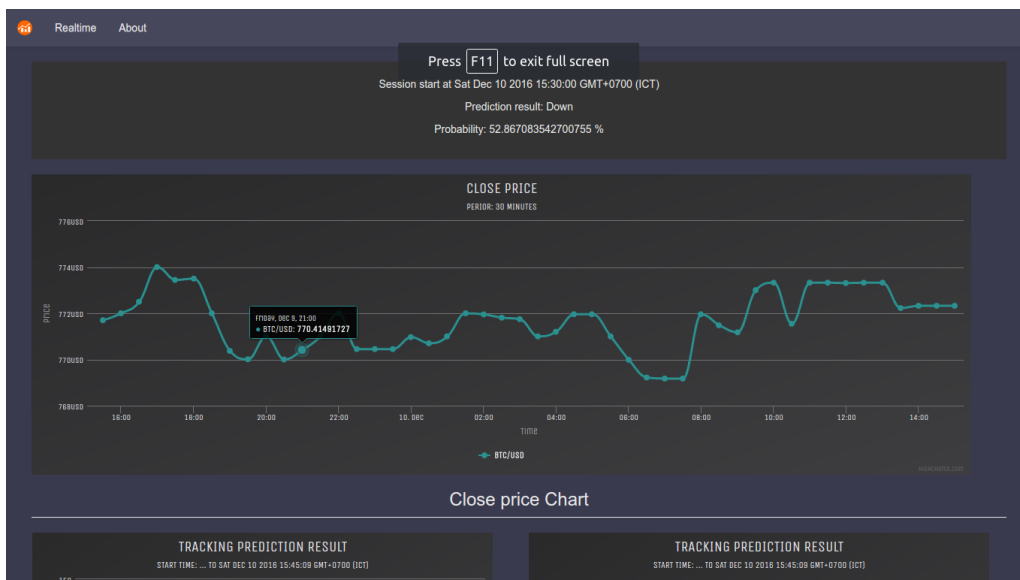 Realtime About
Press F11 to exit full screen
Session start at Sat Dec 10 2016 15:30:00 GMT+0700 (ICT)
Prediction result: Down
Probability: 52.867083542700755 %
CLOSE PRICE
PERIOR: 30 MINUTES
776USD
774USD
772USD
770USD
768USD
Price
FRIDAY, DEC 9, 21:00
BTC/USD: 770.41491727
16:00 18:00 20:00 22:00 10. DEC 02:00 04:00 06:00 08:00 10:00 12:00 14:00
Time
BTC/USD
HIGHCHARTS.COM
Close price Chart
TRACKING PREDICTION RESULT
START TIME: ... TO SAT DEC 10 2016 15:45:09 GMT+0700 (ICT)
TRACKING PREDICTION RESULT
START TIME: ... TO SAT DEC 10 2016 15:45:09 GMT+0700 (ICT)